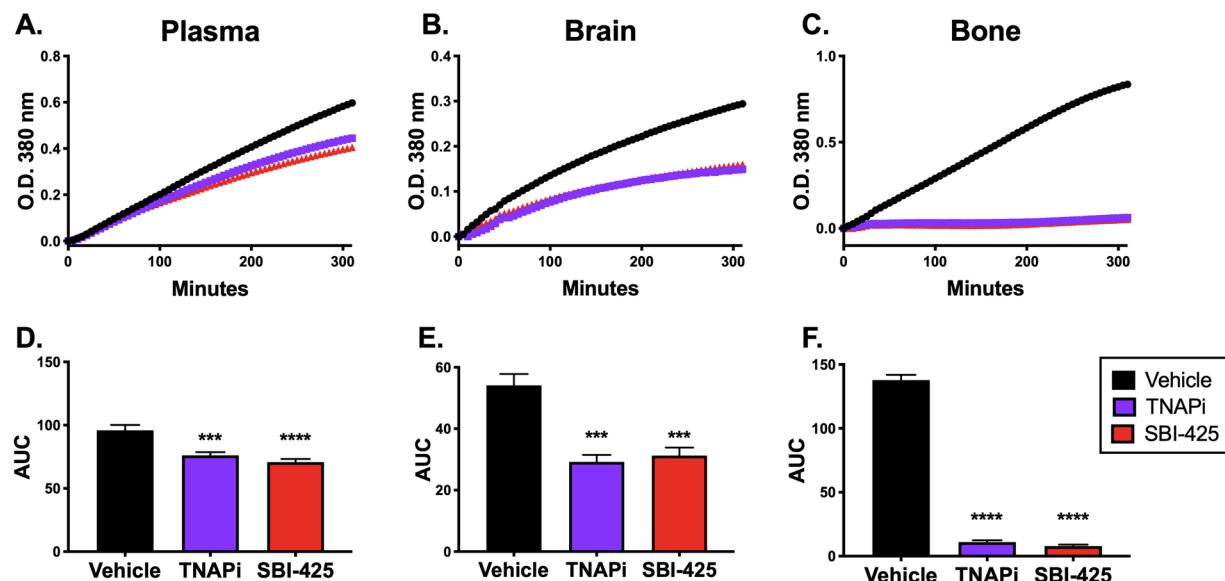 A. Plasma
O.D. 380 nm
0.8
0.6
0.4
0.2
0.0
0 100 200 300
Minutes
B. Brain
O.D. 380 nm
0.4
0.3
0.2
0.1
0.0
0 100 200 300
Minutes
C. Bone
O.D. 380 nm
1.0
0.5
0.0
0 100 200 300
Minutes
D.
AUC
150
100
50
0
***
****
Vehicle TNAPi SBI-425
E.
AUC
60
40
20
0
***
***
Vehicle TNAPi SBI-425
F.
AUC
150
100
50
0
****
****
Vehicle TNAPi SBI-425
Vehicle
TNAPi
SBI-425